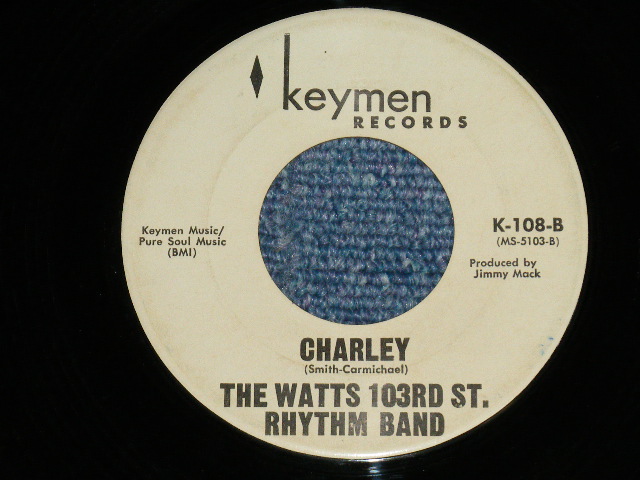 keymen
RECORDS
Keymen Music/
Pure Soul Music
(BMI)
K-108-B
(MS-5103-B)
Produced by
Jimmy Mack
CHARLEY
(Smith-Carmichael)
THE WATTS 103RD ST.
RHYTHM BAND